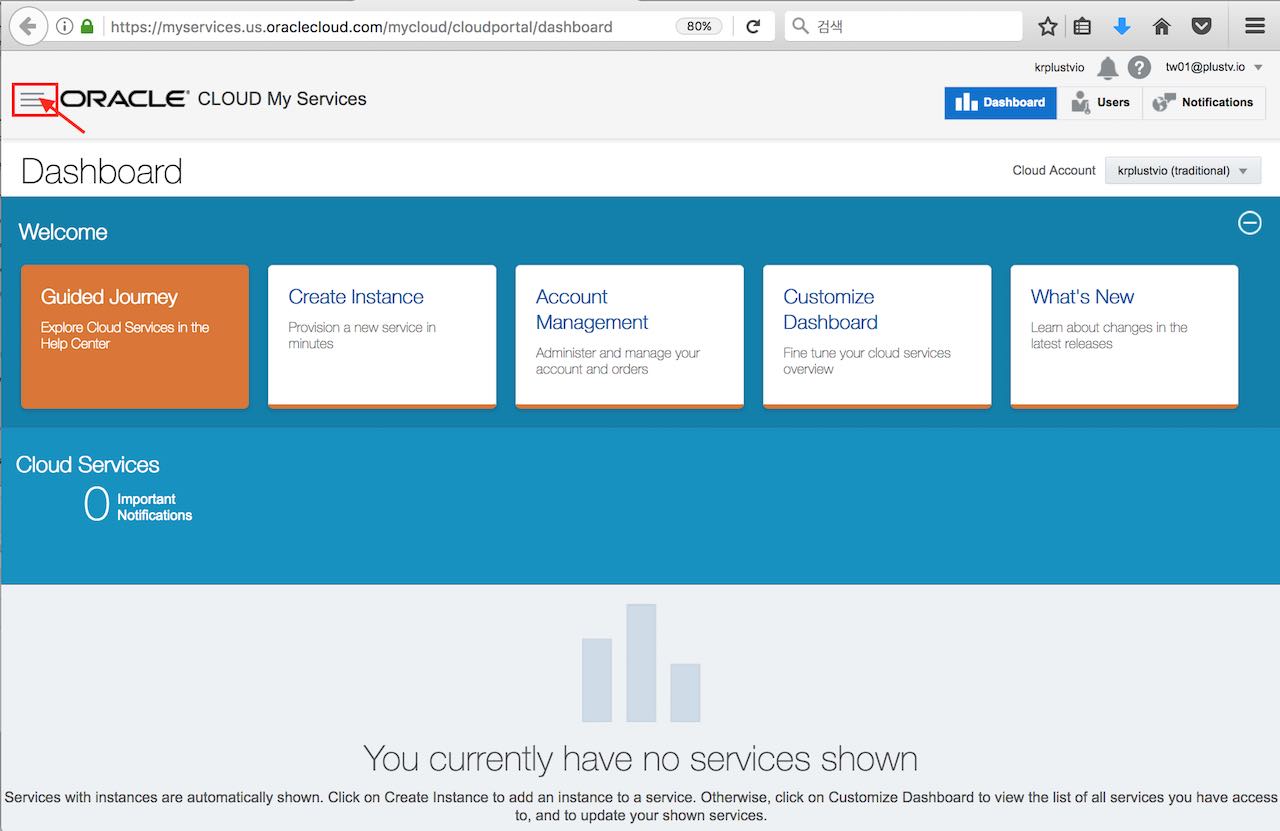 https://myservices.us.oraclecloud.com/mycloud/cloudportal/dashboard 80% 검색
krplustvio ? tw01@plustv.io
ORACLE® CLOUD My Services
Dashboard Users Notifications
Dashboard
Cloud Account krplustvio (traditional)
Welcome
Guided Journey
Explore Cloud Services in the
Help Center
Create Instance
Provision a new service in
minutes
Account
Management
Administer and manage your
account and orders
Customize
Dashboard
Fine tune your cloud services
overview
What's New
Learn about changes in the
latest releases
Cloud Services
0 Important
Notifications
You currently have no services shown
Services with instances are automatically shown. Click on Create Instance to add an instance to a service. Otherwise, click on Customize Dashboard to view the list of all services you have access
to, and to update your shown services.